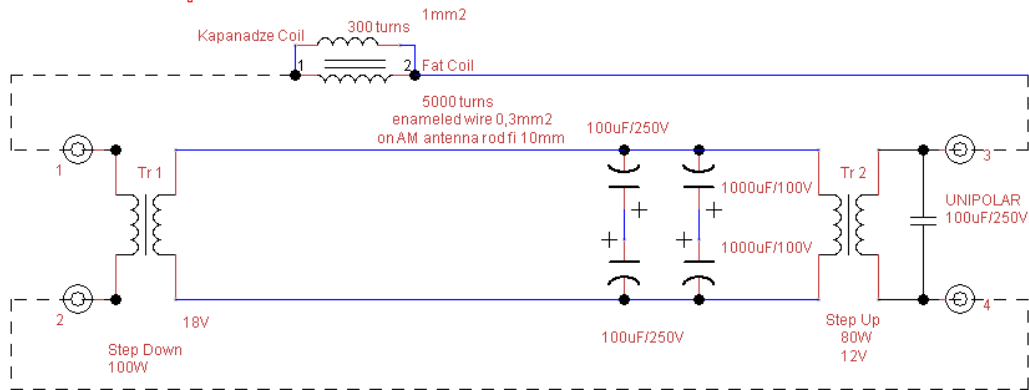 1mm2
300 turns
Kapanadze Coil
1
2
Fat Coil
5000 turns
enameled wire 0,3mm2
on AM antenna rod fi 10mm
100uF/250V
1
Tr 1
1000uF/100V
Tr 2
3
UNIPOLAR
100uF/250V
+
+
+
+
1000uF/100V
2
18V
4
Step Down
100W
100uF/250V
Step Up
80W
12V